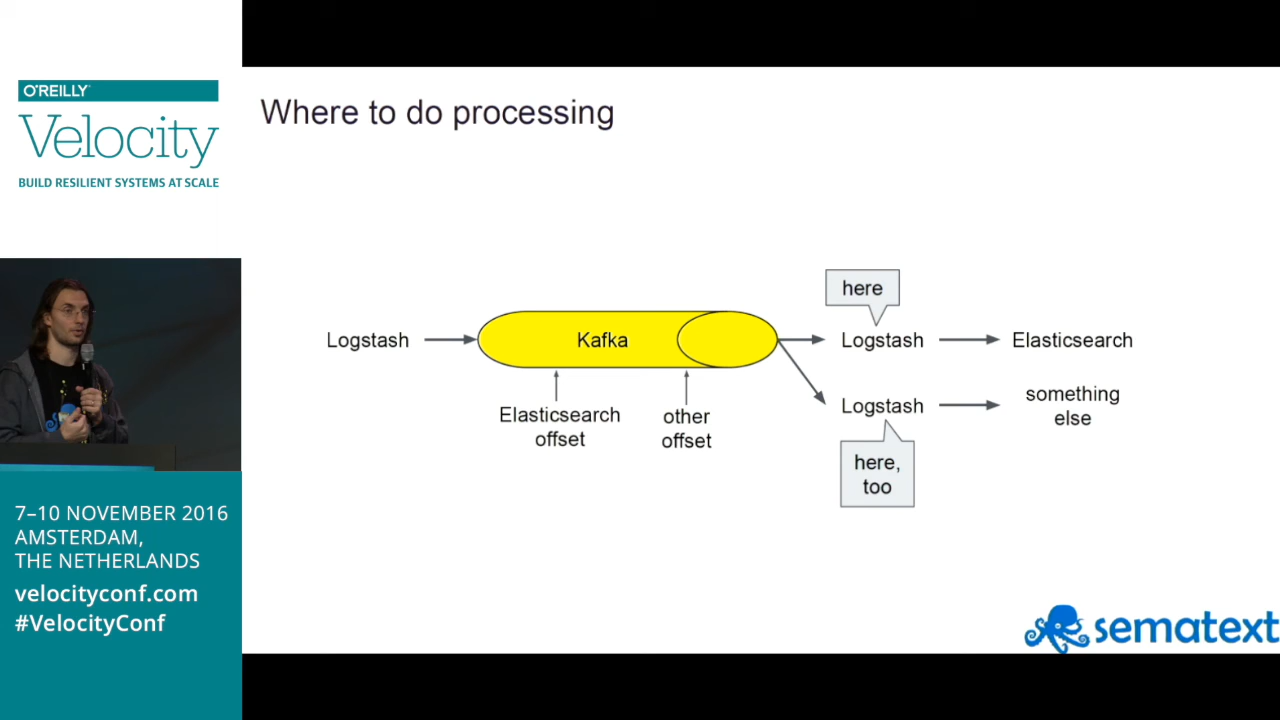 O'REILLY
Velocity
BUILD RESILIENT SYSTEMS AT SCALE
7–10 NOVEMBER 2016
AMSTERDAM,
THE NETHERLANDS
velocityconf.com
#VelocityConf
Where to do processing
here
Logstash
Kafka
Logstash
Elasticsearch
Elasticsearch
offset
other
offset
Logstash
something
else
here,
too
sematext